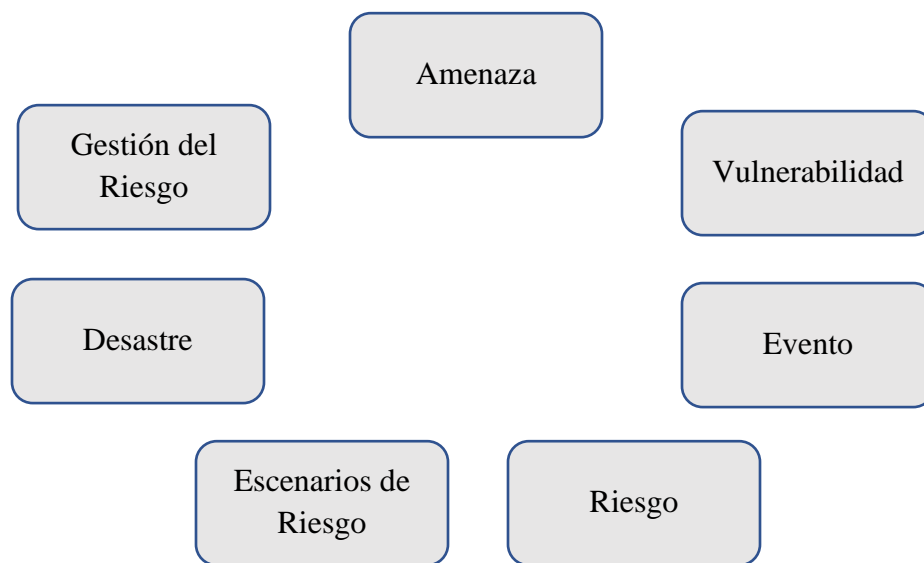 Amenaza
Gestión del
Riesgo
Vulnerabilidad
Desastre
Evento
Escenarios de
Riesgo
Riesgo